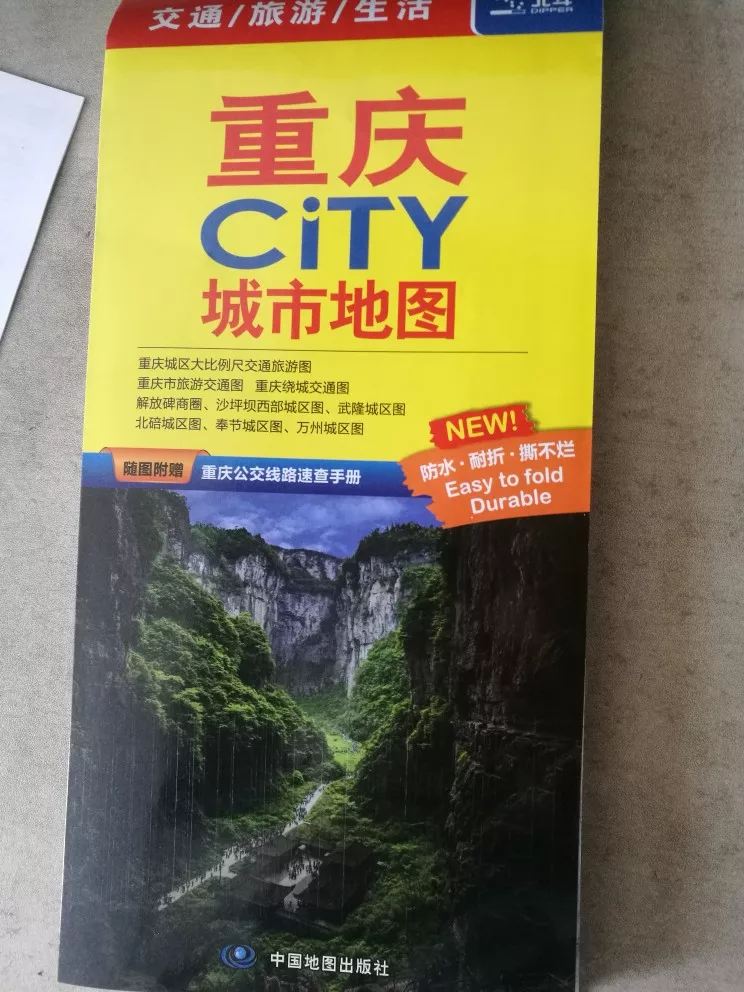 交通/旅游/生活
北斗
DIPPER
重庆
CiTY
城市地图
重庆城区大比例尺交通旅游图
重庆市旅游交通图 重庆绕城交通图
解放碑商圈、沙坪坝西部城区图、武隆城区图
北碚城区图、奉节城区图、万州城区图
NEW!
防水·耐折·撕不烂
Easy to fold
Durable
随图附赠 重庆公交线路速查手册
中国地图出版社